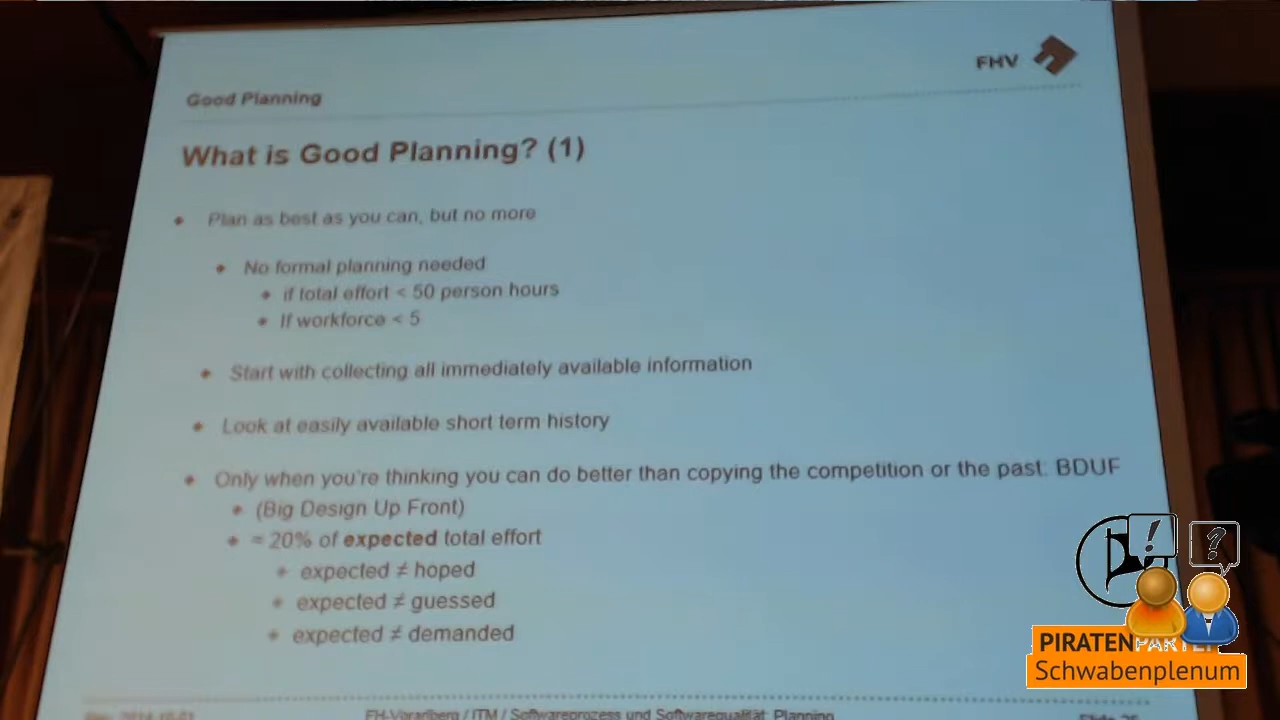 FHV
Good Planning
What is Good Planning? (1)
Plan as best as you can, but no more
No formal planning needed
if total effort < 50 person hours
If workforce < 5
Start with collecting all immediately available information
Look at easily available short term history
Only when you're thinking you can do better than copying the competition or the past: BDUF
(Big Design Up Front)
≈ 20% of expected total effort
expected ≠ hoped
expected ≠ guessed
expected ≠ demanded
!
?
PIRATENPARTEI
Schwabenplenum
FH-Vorarlberg / ITM / Softwareprozess und Softwarequalität: Planning